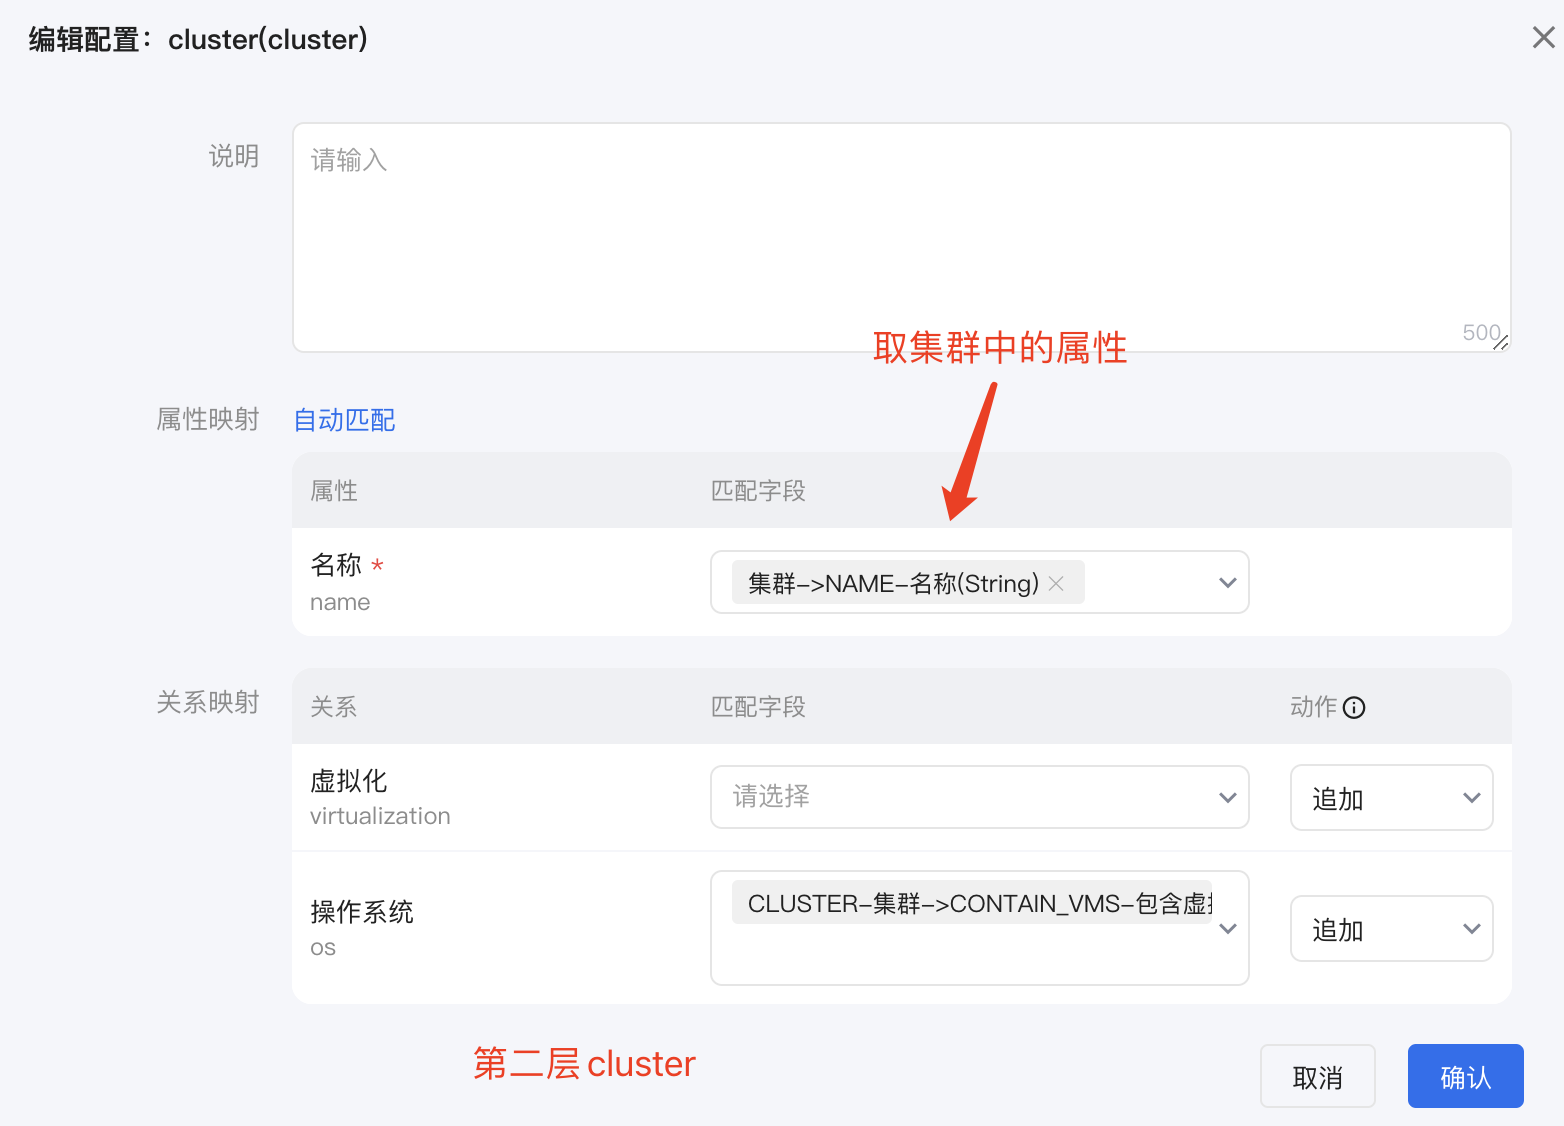 编辑配置：cluster(cluster)
说明
请输入
500
取集群中的属性
属性映射
自动匹配
属性
匹配字段
名称 *
集群->NAME-名称(String)
name
关系映射
关系
匹配字段
动作
虚拟化
virtualization
请选择
追加
操作系统
os
CLUSTER-集群->CONTAIN_VMS-包含虚
追加
第二层 cluster
取消
确认